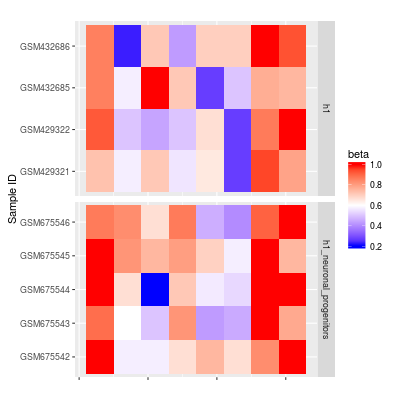 GSM432686
GSM432685
GSM429322
GSM429321
h1
GSM675546
GSM675545
GSM675544
GSM675543
GSM675542
h1_neuronal_progenitors
Sample ID
beta
1.0
0.8
0.6
0.4
0.2